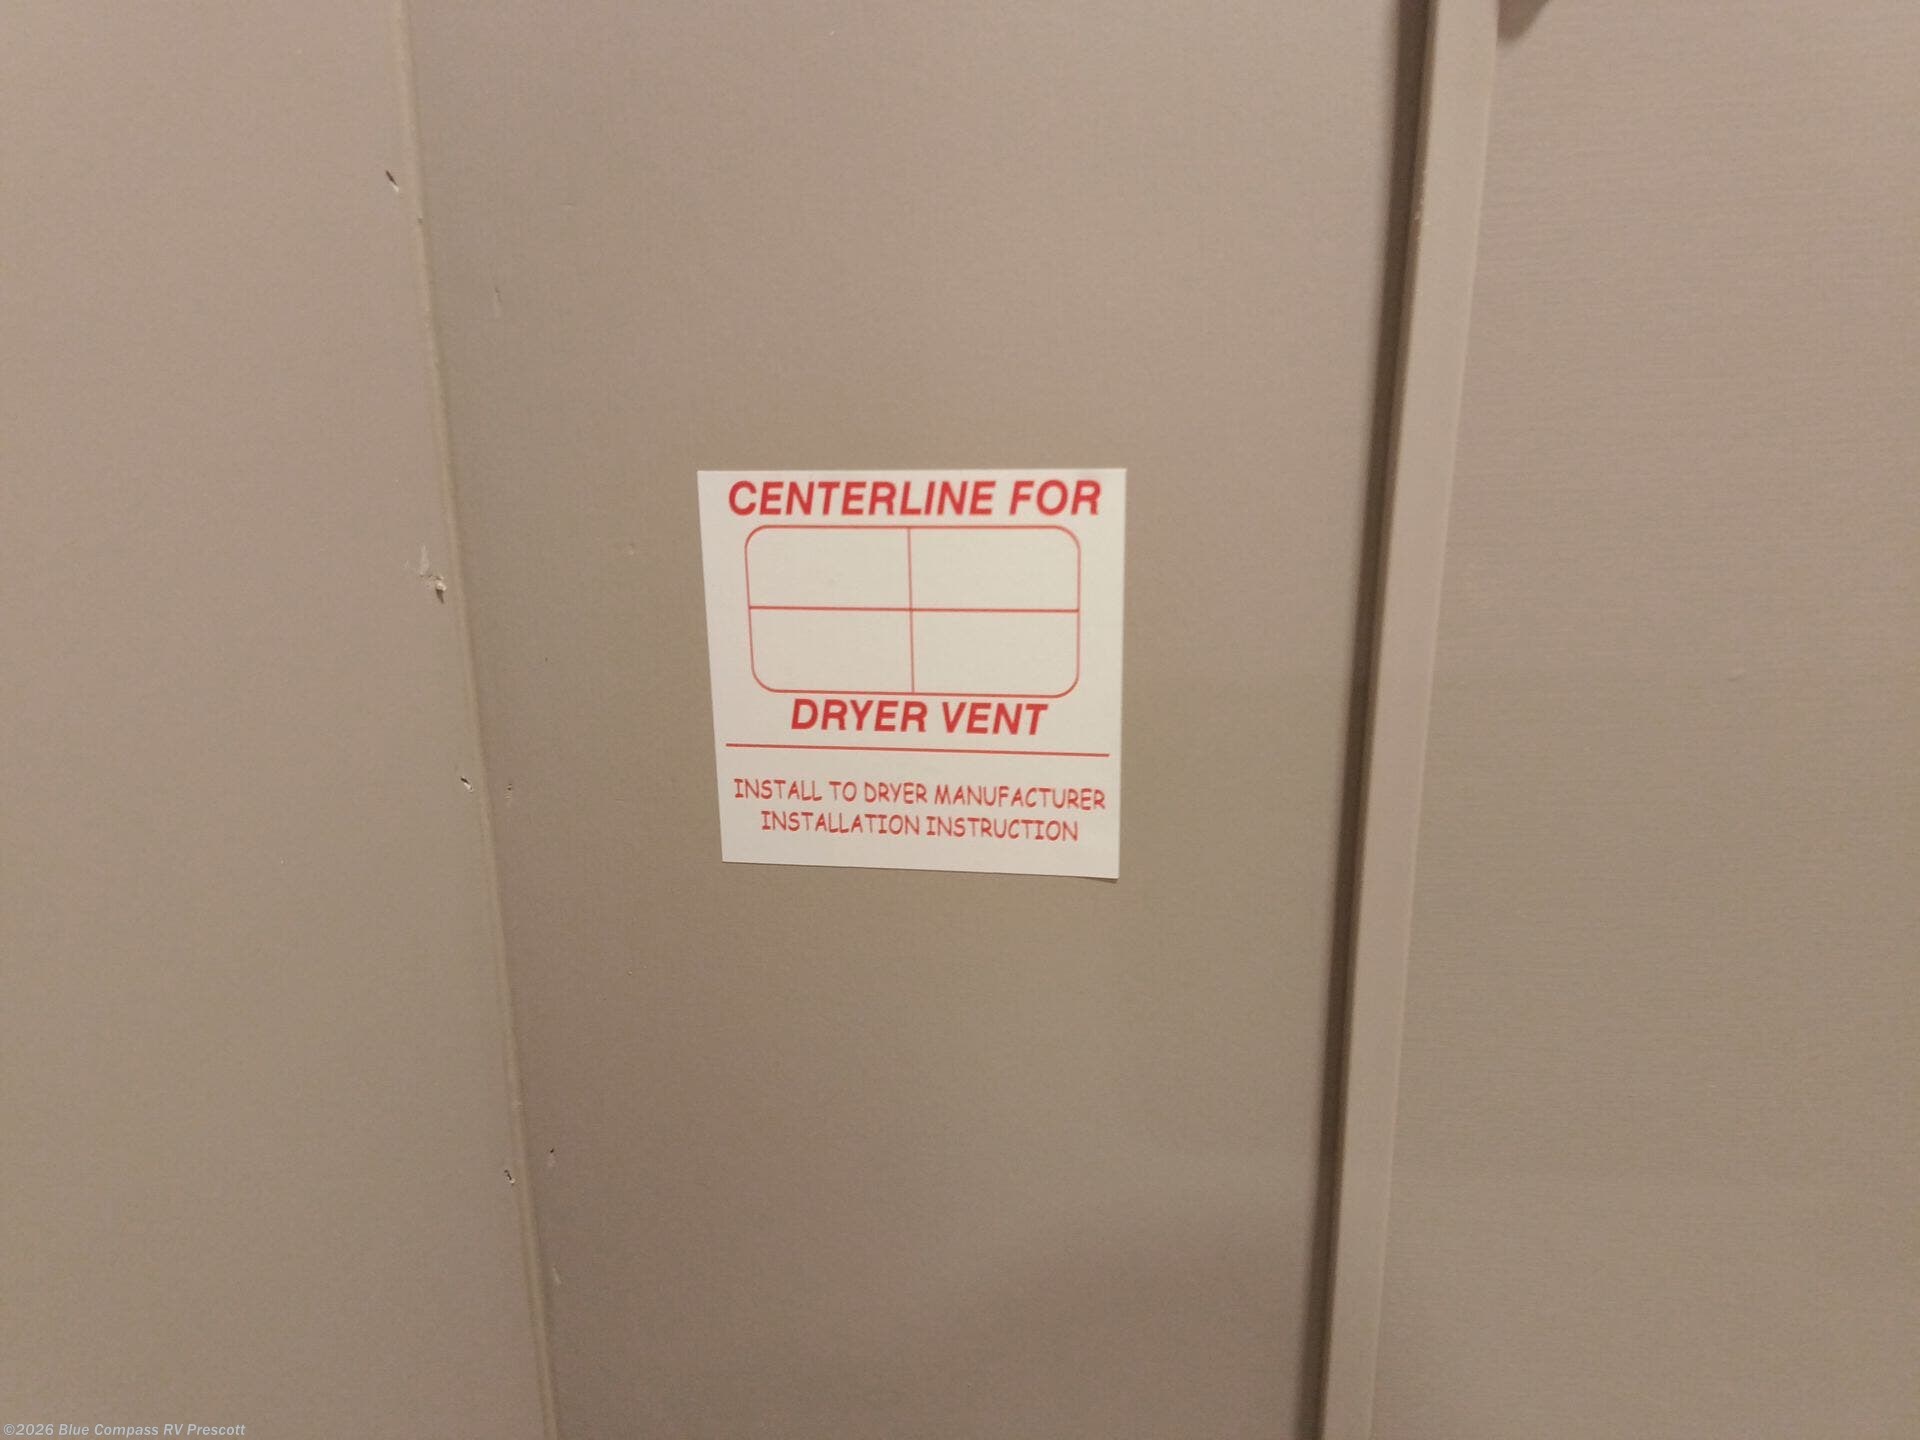 CENTERLINE FOR
DRYER VENT
INSTALL TO DRYER MANUFACTURER
INSTALLATION INSTRUCTION
©2026 Blue Compass RV Prescott